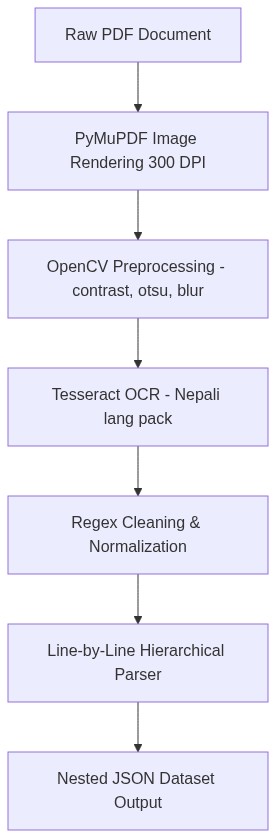 Raw PDF Document
PyMuPDF Image
Rendering 300 DPI
OpenCV Preprocessing -
contrast, otsu, blur
Tesseract OCR - Nepali
lang pack
Regex Cleaning &
Normalization
Line-by-Line Hierarchical
Parser
Nested JSON Dataset
Output